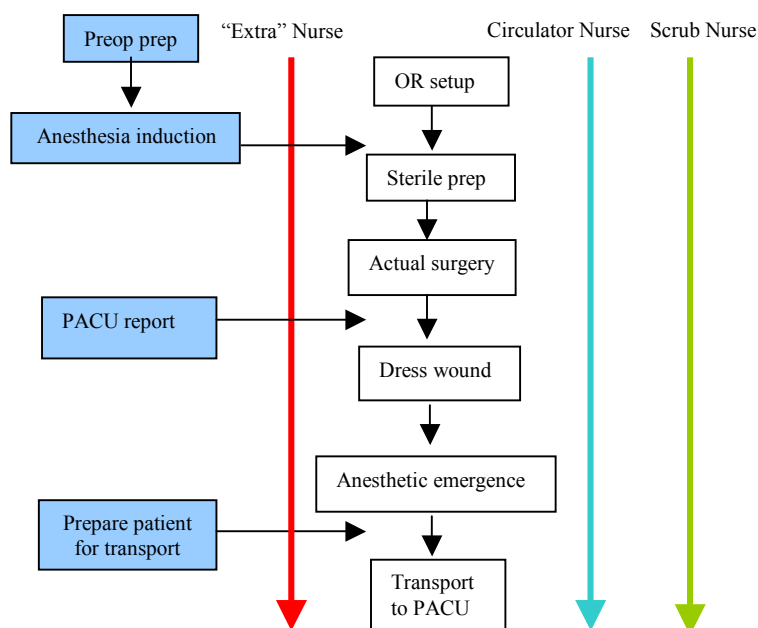 Preop prep
“Extra” Nurse
Circulator Nurse
Scrub Nurse
OR setup
Anesthesia induction
Sterile prep
Actual surgery
PACU report
Dress wound
Anesthetic emergence
Prepare patient
for transport
Transport
to PACU